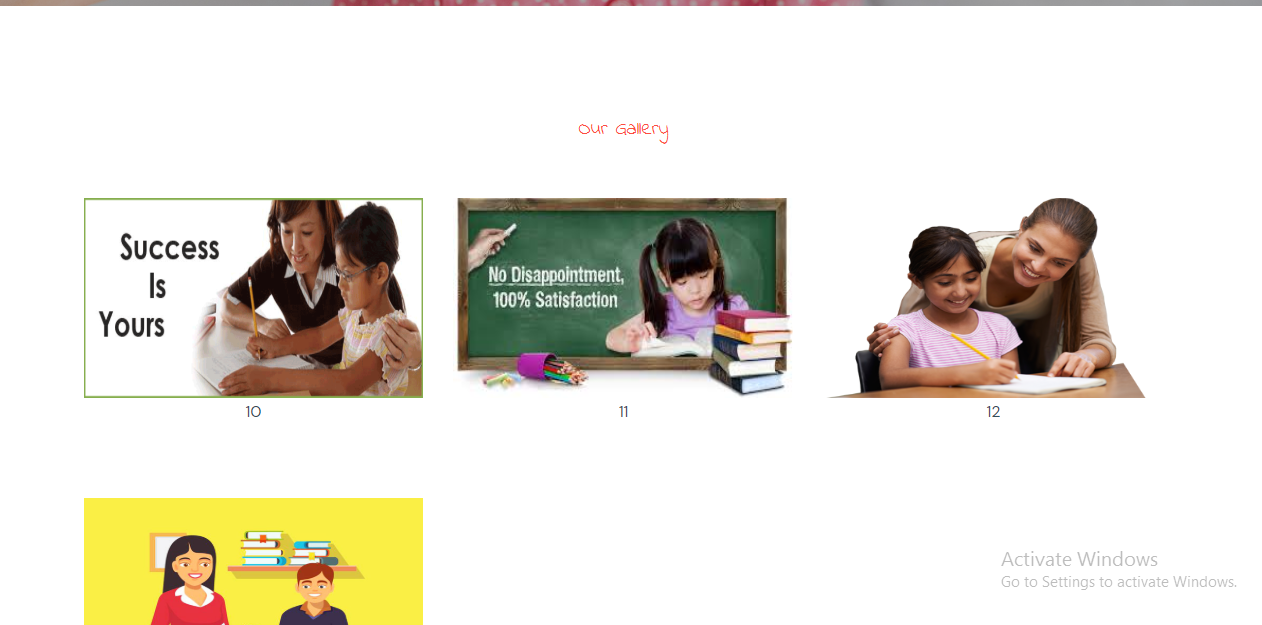 Our Gallery
Success
Is
Yours
No Disappointment,
100% Satisfaction
10
11
12
Activate Windows
Go to Settings to activate Windows.